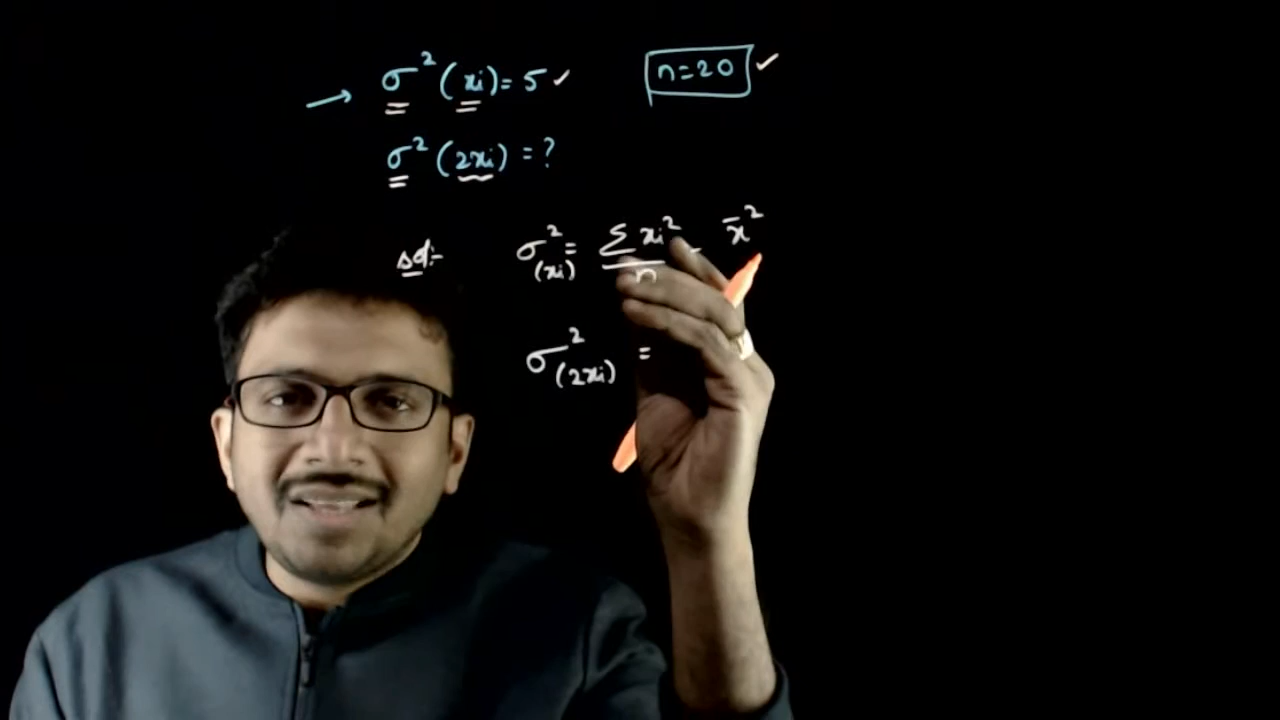 → σ² (xi) = 5 ✓ n=20 ✓
σ² (2xi) = ?
sol:- σ²(xi) = Σxi²/n - x̄²
σ²(2xi) =